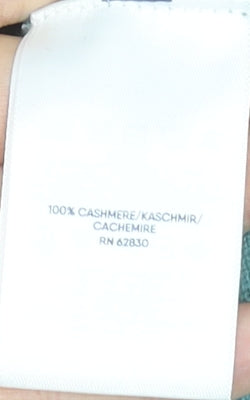 100% CASHMERE/KASCHMIR/
CACHEMIRE
RN 62830